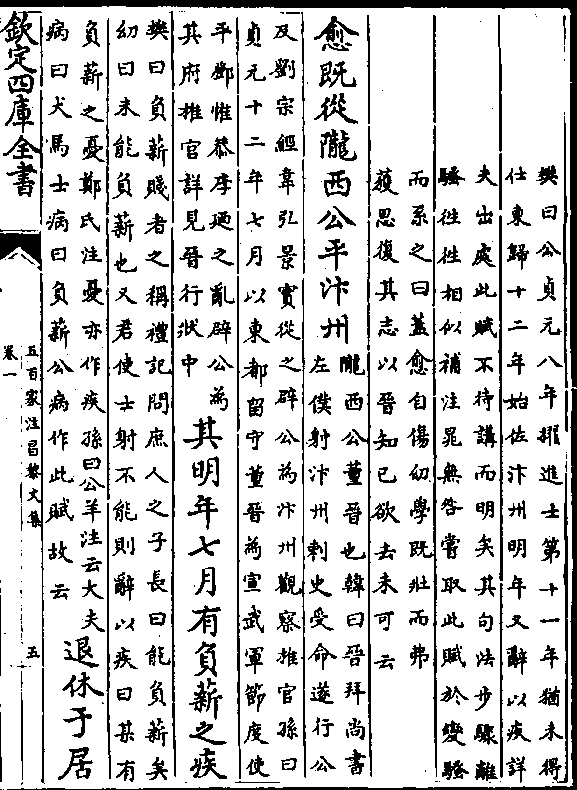 樊曰公貞元八年擢進士第十一年猶未得
仕東歸十二年始佐汴州明年又辭以疾詳
夫出處此賦不待講而明矣其句法步驟離
騷徃徃相似補注晁無咎嘗取此賦於變騷
而系之曰蓋愈自傷幼學既壯而弗
獲思復其志以晉知已欲去未可云
愈既從隴西公平汴州
隴西公董晉也韓曰晉拜尚書
左僕射汴州刺史受命遂行公
及劉宗經韋弘景實從之辟公為汴州觀察推官孫曰
貞元十二年七月以東都留守董晉為宣武軍節度使
平鄧惟恭李迺之亂辟公為
其府推官詳見晉行狀中
其明年七月有負薪之疾
樊曰負薪賤者之稱禮記問庶人之子長曰能負薪矣
幼曰未能負薪也又君使士射不能則辭以疾曰某有
負薪之憂鄭氏注憂亦作疾孫曰公羊注云大夫
病曰犬馬士病曰負薪公病作此賦故云
退休于居
欽定四庫全書
五百家注昌黎文集
卷一
五